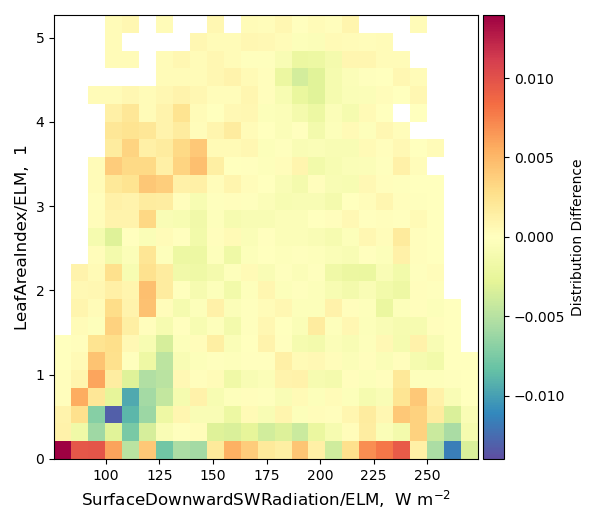 5
4
3
2
1
0
LeafAreaIndex/ELM, 1
100 125 150 175 200 225 250
SurfaceDownwardSWRadiation/ELM, W m⁻²
0.010
0.005
0.000
−0.005
−0.010
Distribution Difference